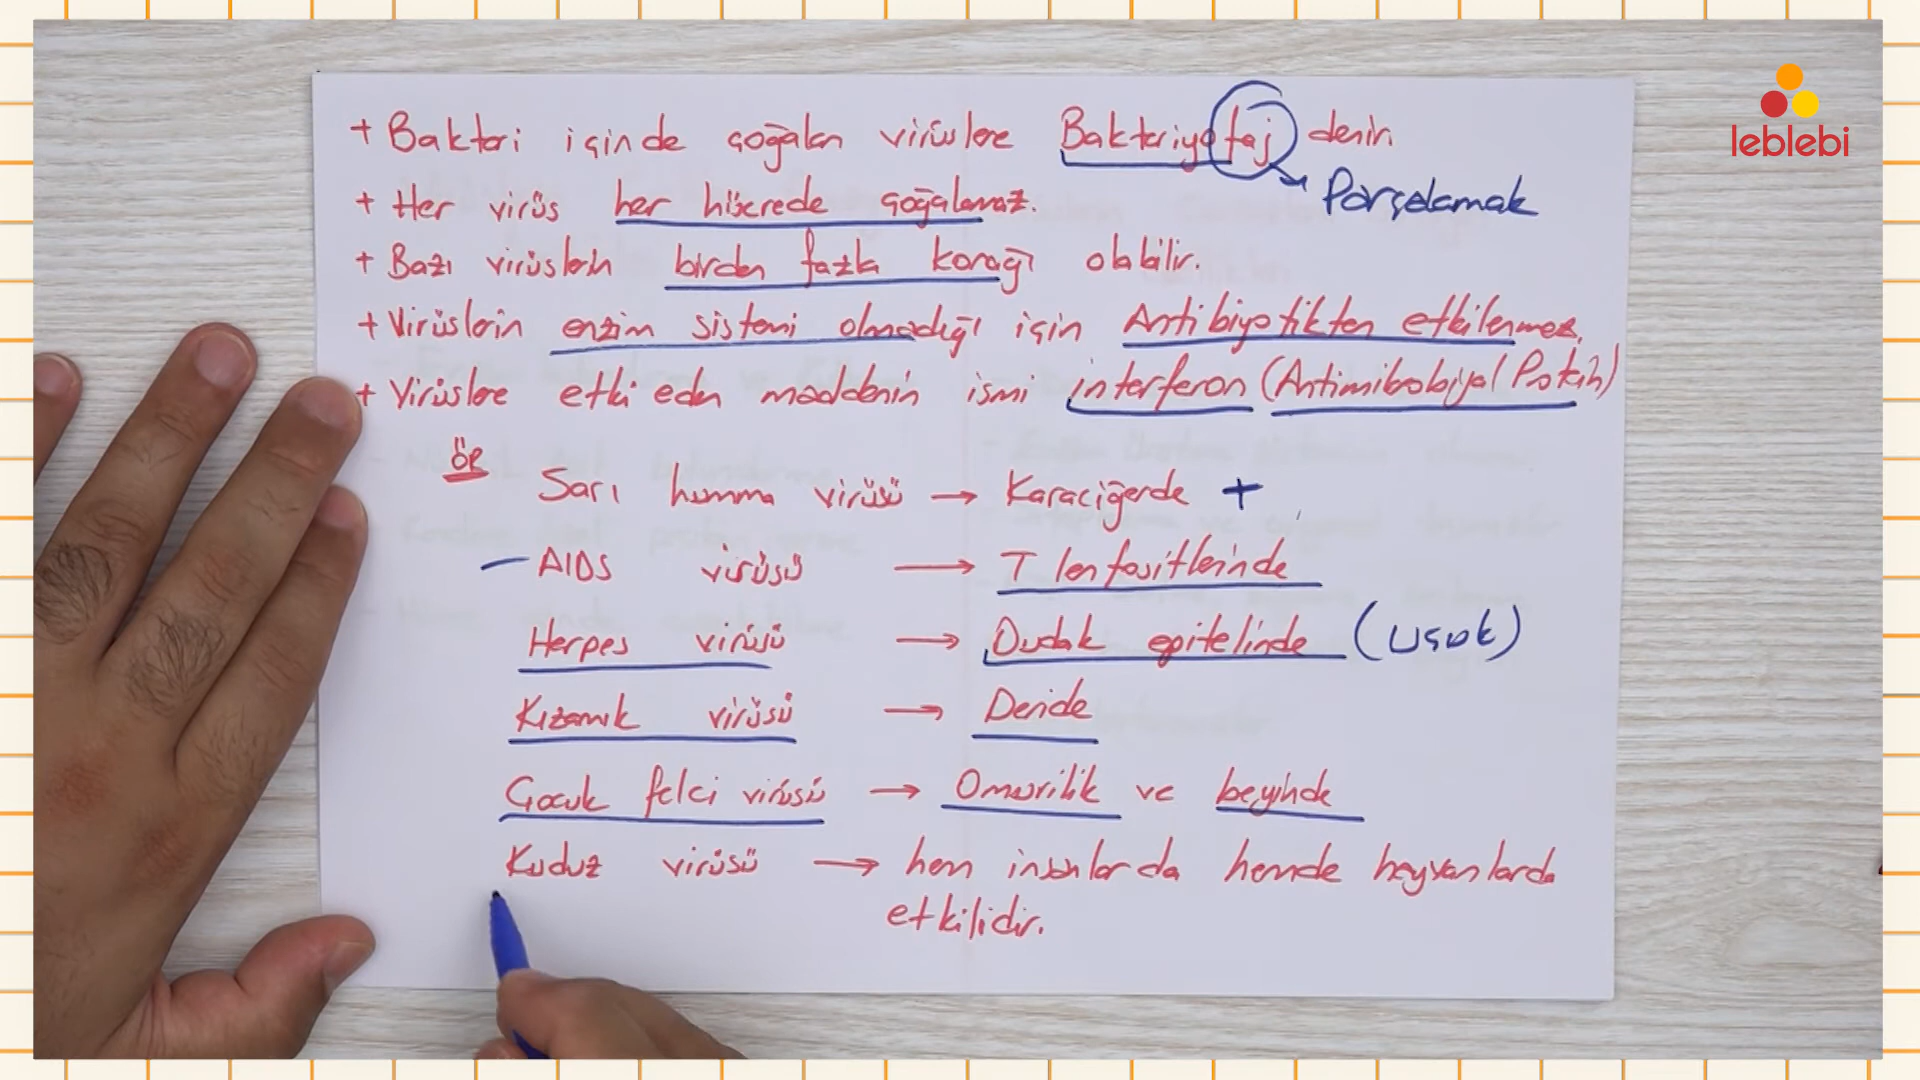 + Bakteri içinde çoğalan virüslere Bakteriyofaj denir.
Parçalamak
+ Her virüs her hücrede çoğalamaz.
+ Bazı virüslerin birden fazla konağı olabilir.
+ Virüslerin enzim sistemi olmadığı için Antibiyotikten etkilenmez.
+ Virüslere etki eden maddenin ismi interferon (Antimikrobiyal Protein)
ÖR
Sarı humma virüsü → Karaciğerde +
– AIDS virüsü → T lenfositlerinde
Herpes virüsü → Dudak epitelinde (Uçuk)
Kızamık virüsü → Deride
Çocuk felci virüsü → Omurilik ve beyinde
Kuduz virüsü → hem insanlarda hemde hayvanlarda
etkilidir.
leblebi